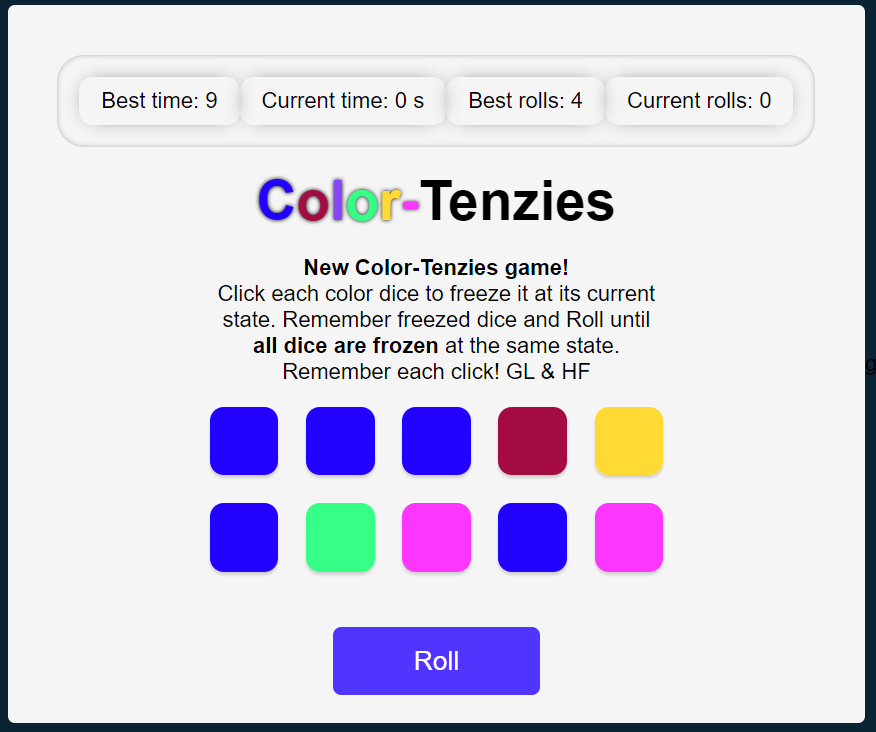 Best time: 9 Current time: 0 s Best rolls: 4 Current rolls: 0
Color-Tenzies
New Color-Tenzies game!
Click each color dice to freeze it at its current
state. Remember freezed dice and Roll until
all dice are frozen at the same state.
Remember each click! GL & HF
Roll